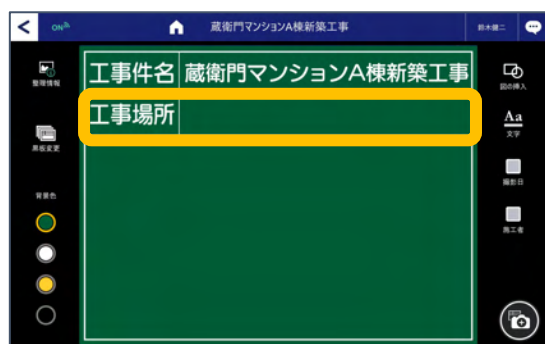 ON
蔵衛門マンションA棟新築工事
鈴木健二
整理情報
工事件名 蔵衛門マンションA棟新築工事
図の挿入
工事場所
黒板変更
Aa
文字
撮影日
背景色
施工者